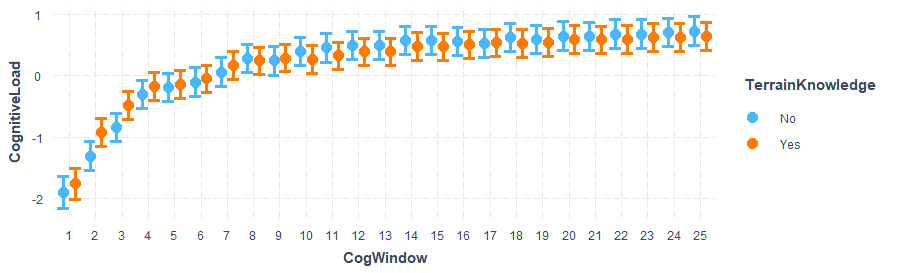 1
0
-1
-2
CognitiveLoad
1 2 3 4 5 6 7 8 9 10 11 12 13 14 15 16 17 18 19 20 21 22 23 24 25
CogWindow
TerrainKnowledge
No
Yes